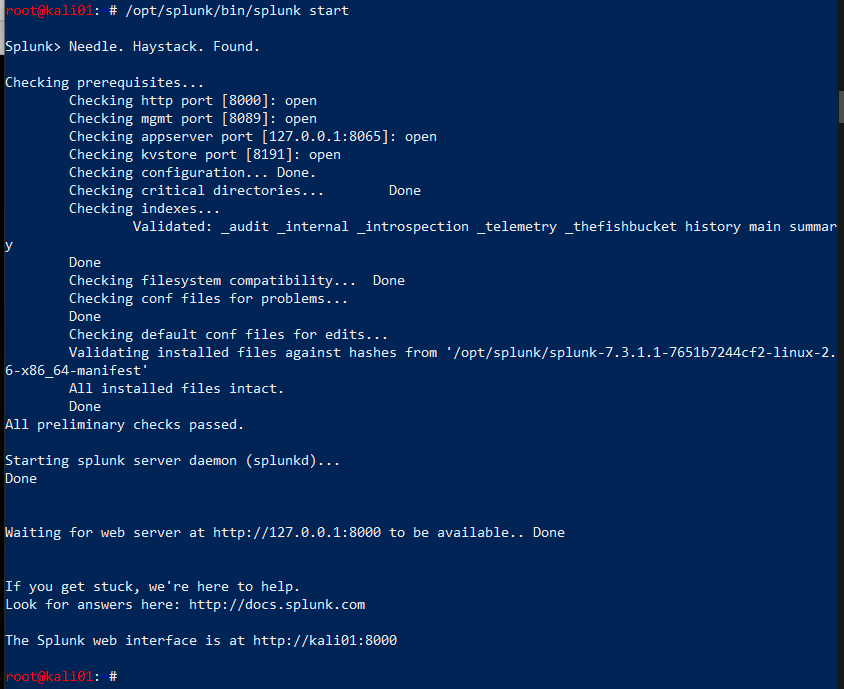 root@kali01: # /opt/splunk/bin/splunk start
Splunk> Needle. Haystack. Found.
Checking prerequisites...
Checking http port [8000]: open
Checking mgmt port [8089]: open
Checking appserver port [127.0.0.1:8065]: open
Checking kvstore port [8191]: open
Checking configuration... Done.
Checking critical directories... Done
Checking indexes...
Validated: _audit _internal _introspection _telemetry _thefishbucket history main summar
y
Done
Checking filesystem compatibility... Done
Checking conf files for problems...
Done
Checking default conf files for edits...
Validating installed files against hashes from '/opt/splunk/splunk-7.3.1.1-7651b7244cf2-linux-2.
6-x86_64-manifest'
All installed files intact.
Done
All preliminary checks passed.
Starting splunk server daemon (splunkd)...
Done
Waiting for web server at http://127.0.0.1:8000 to be available.. Done
If you get stuck, we're here to help.
Look for answers here: http://docs.splunk.com
The Splunk web interface is at http://kali01:8000
root@kali01: #